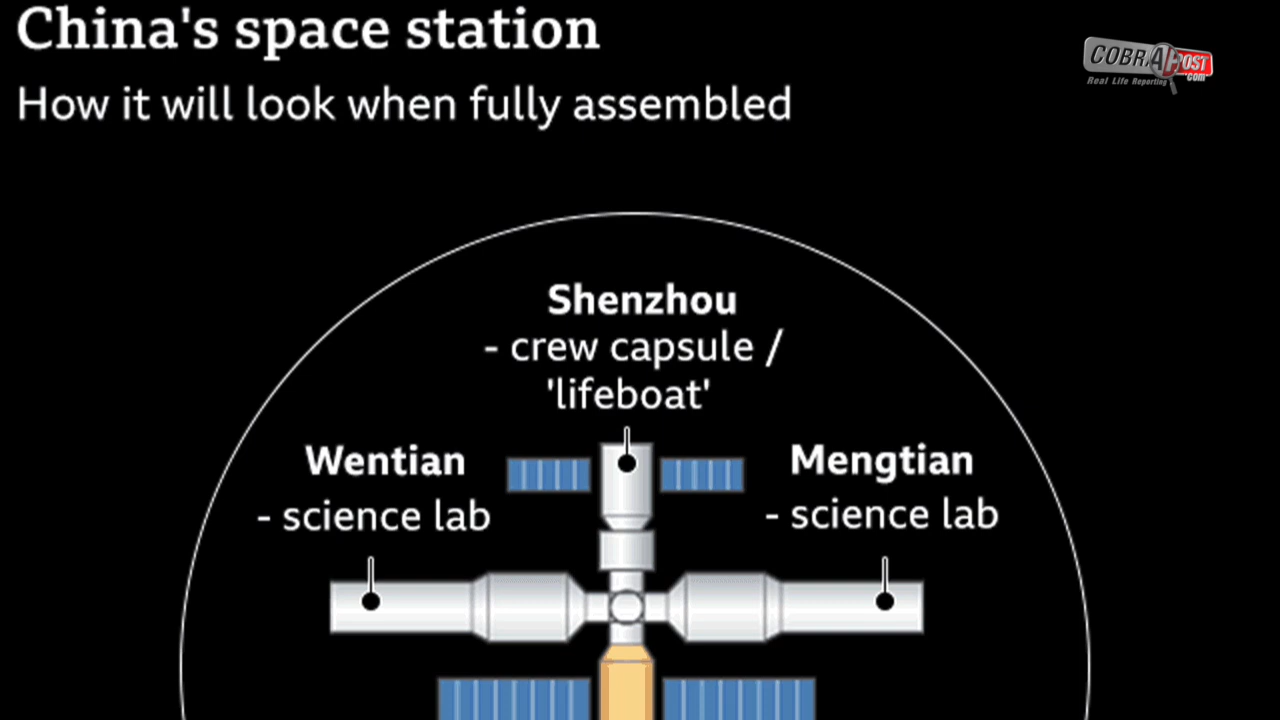 China's space station
How it will look when fully assembled
COBRAPOST
.com
Real Life Reporting
Shenzhou
- crew capsule /
'lifeboat'
Wentian
- science lab
Mengtian
- science lab